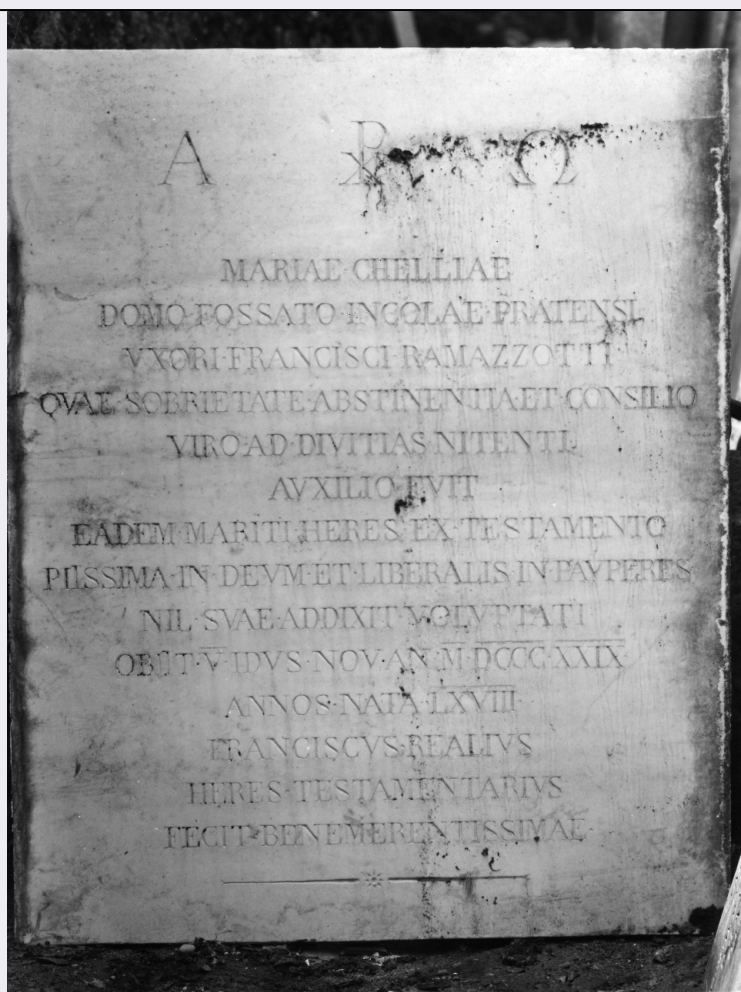 Α ☧ Ω
MARIAE·CHELLIAE
DOMO·FOSSATO·INCOLAE·PRATENSI
VXORI·FRANCISCI·RAMAZZOTTI
QVAE·SOBRIETATE·ABSTINENTIA·ET·CONSILIO
VIRO·AD·DIVITIAS·NITENTI
AVXILIO·FVIT
EADEM·MARITI·HERES·EX·TESTAMENTO
PIISSIMA·IN·DEVM·ET·LIBERALIS·IN·PAVPERES
NIL·SVAE·ADDIXIT·VOLVPTATI
OBIIT·V·IDVS·NOV·AN·M·DCCC·XXIX
ANNOS·NATA·LXVIII
FRANCISCVS·REALIVS
HERES·TESTAMENTARIVS
FECIT·BENEMERENTISSIMAE